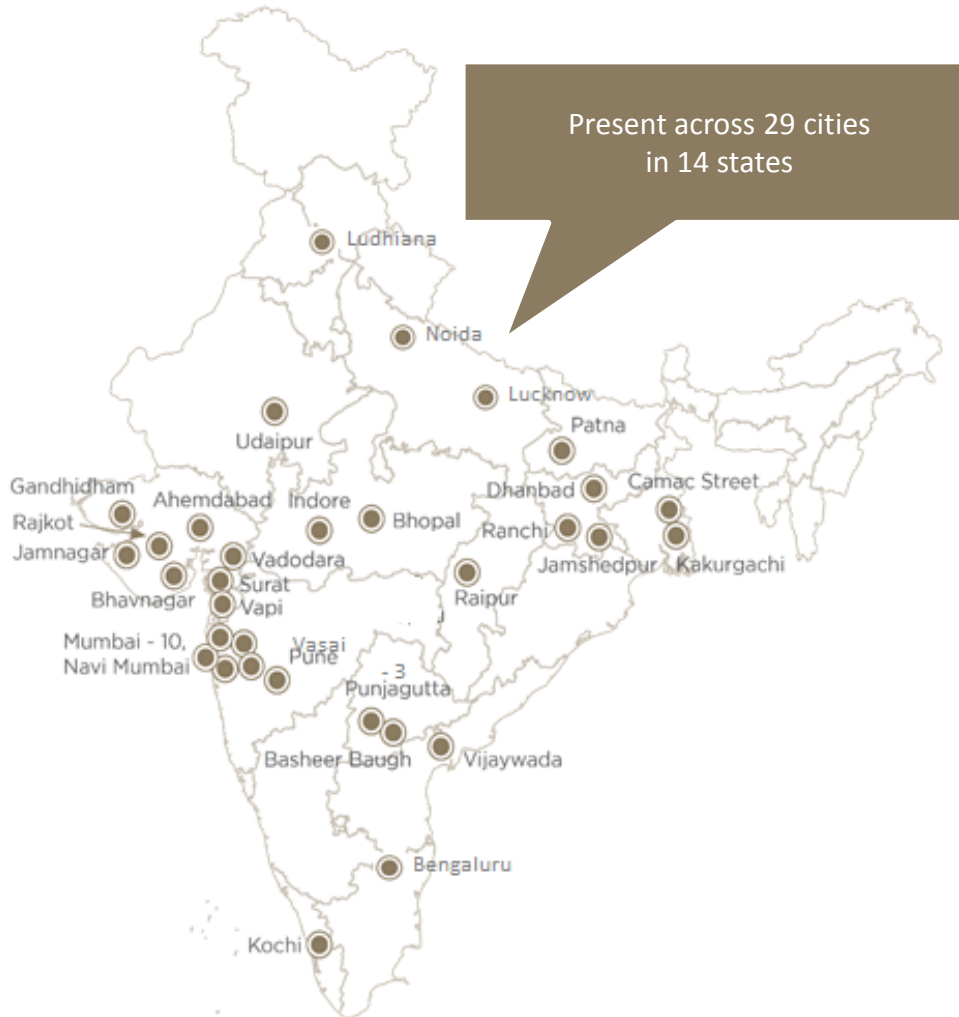 Present across 29 cities
in 14 states
Ludhiana
Noida
Lucknow
Udaipur
Patna
Gandhidham
Ahemdabad
Indore
Dhanbad
Camac Street
Rajkot
Bhopal
Ranchi
Jamnagar
Vadodara
Jamshedpur
Kakurgachi
Bhavnagar
Surat
Raipur
Vapi
Mumbai - 10,
Navi Mumbai
Vasai
Pune
- 3
Punjagutta
Basheer Baugh
Vijaywada
Bengaluru
Kochi